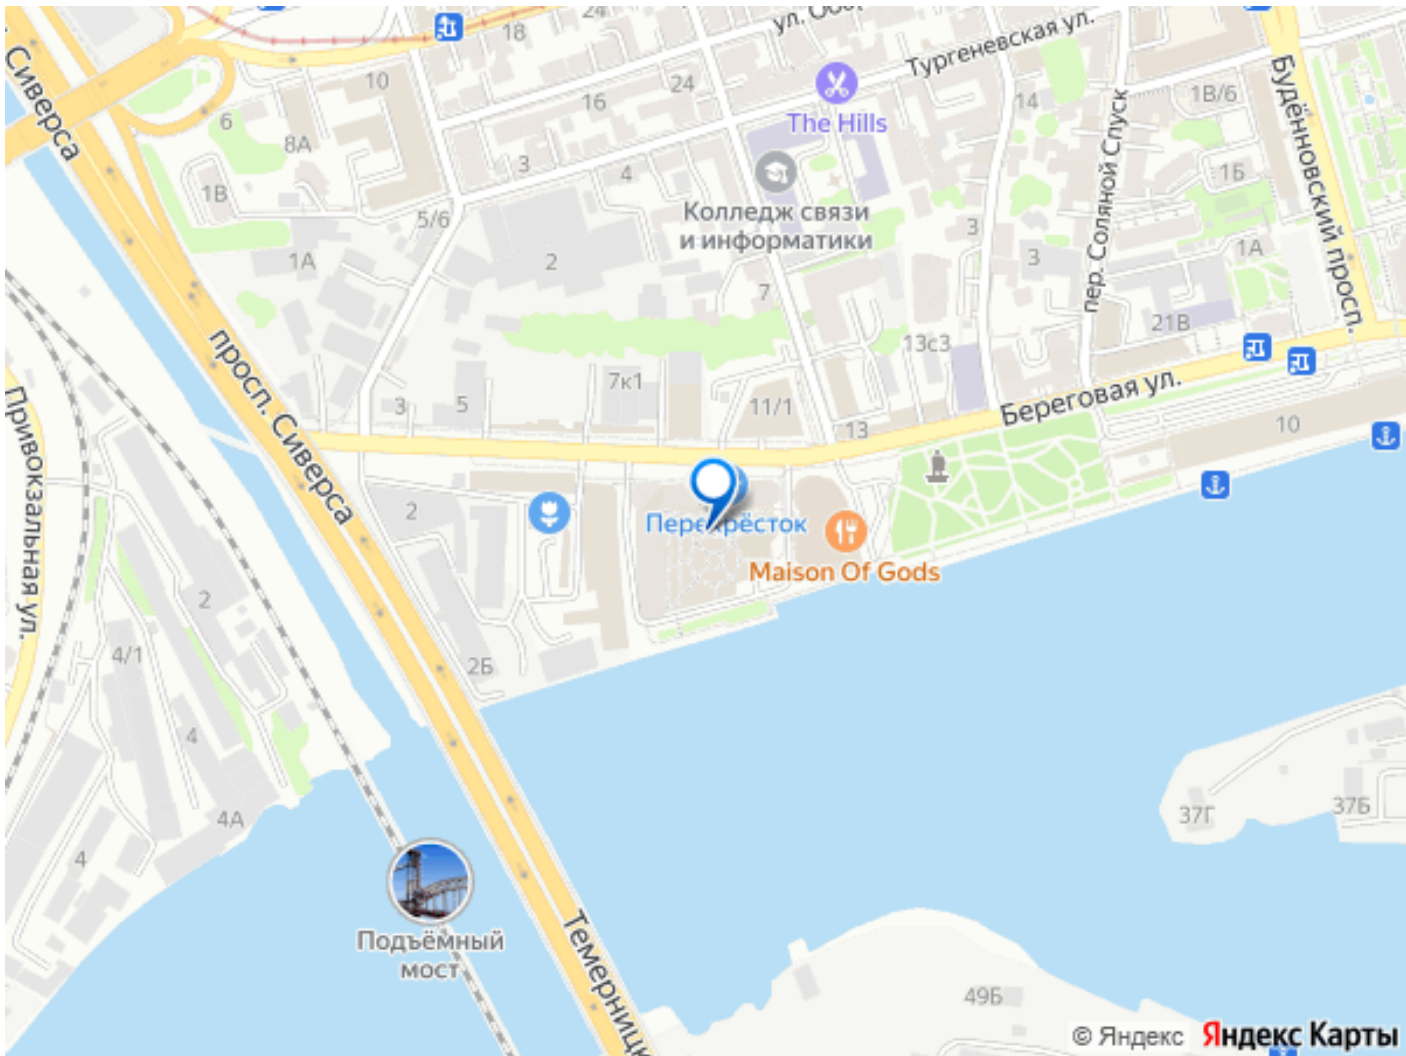 24
ул.
18
Тургеневская ул.
10
24
16
The Hills
14
1В/6
Будённовский просп.
. Сиверса
6
8А
3
4
1В
Колледж связи
и информатики
пер. Соляной Спуск
1Б
5/6
3
1А
2
3
1А
7
21В
13с3
просп. Сиверса
7к1
3
5
11/1
Береговая ул.
13
10
Привокзальная ул.
2
Перекрёсток
Maison Of Gods
2
4/1
2Б
4
4А
4
37Г
37Б
Подъёмный
мост
Темерницк
49Б
© Яндекс Яндекс Карты